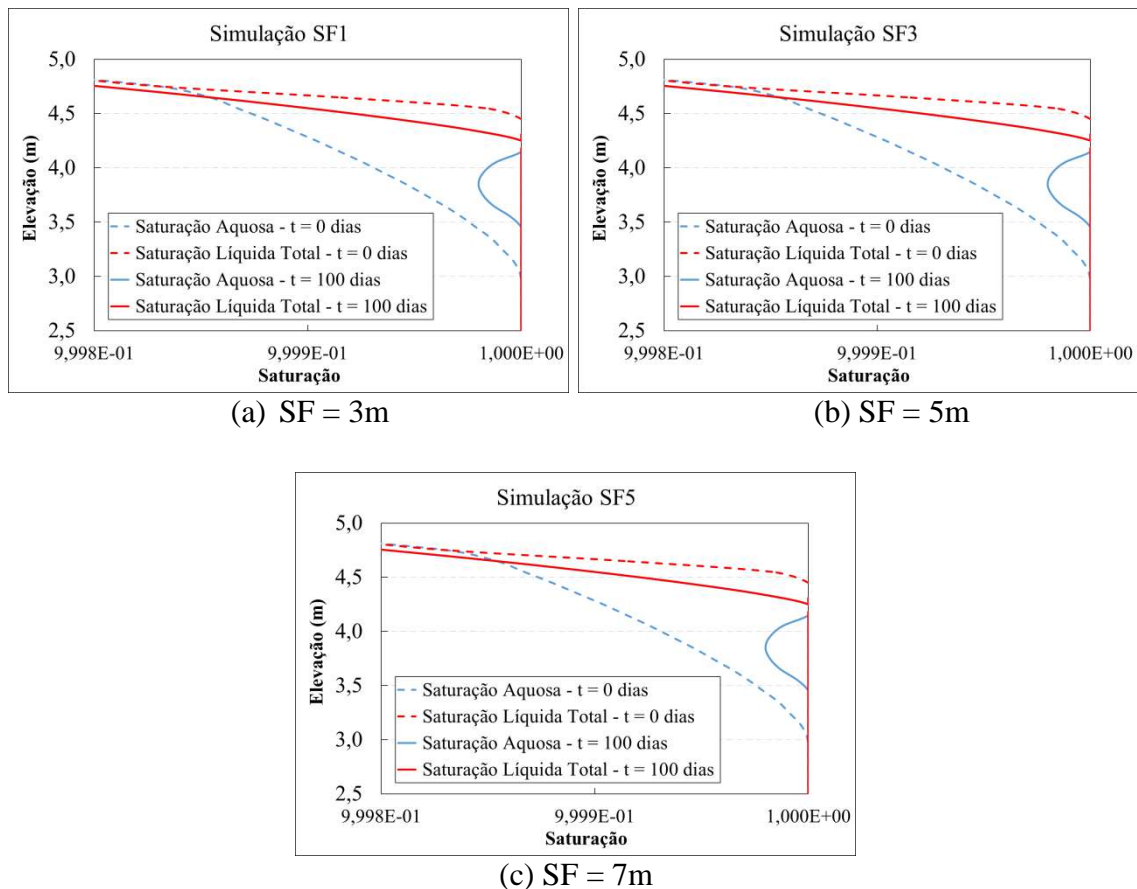 Simulação SF1
5,0
4,5
4,0
3,5
3,0
2,5
Elevação (m)
Saturação Aquosa - t = 0 dias
Saturação Líquida Total - t = 0 dias
Saturação Aquosa - t = 100 dias
Saturação Líquida Total - t = 100 dias
9,998E-01 9,999E-01 1,000E+00
Saturação
(a) SF = 3m
Simulação SF3
5,0
4,5
4,0
3,5
3,0
2,5
Elevação (m)
Saturação Aquosa - t = 0 dias
Saturação Líquida Total - t = 0 dias
Saturação Aquosa - t = 100 dias
Saturação Líquida Total - t = 100 dias
9,998E-01 9,999E-01 1,000E+00
Saturação
(b) SF = 5m
Simulação SF5
5,0
4,5
4,0
3,5
3,0
2,5
Elevação (m)
Saturação Aquosa - t = 0 dias
Saturação Líquida Total - t = 0 dias
Saturação Aquosa - t = 100 dias
Saturação Líquida Total - t = 100 dias
9,998E-01 9,999E-01 1,000E+00
Saturação
(c) SF = 7m